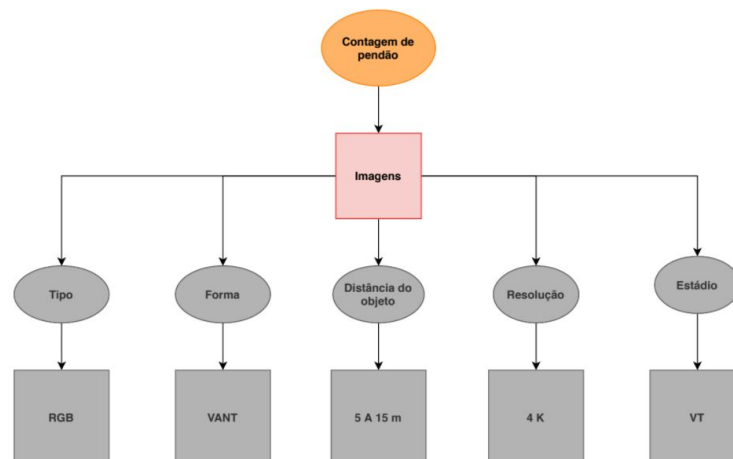 Contagem de
pendão
Imagens
Tipo
Forma
Distância do
objeto
Resolução
Estádio
RGB
VANT
5 A 15 m
4 K
VT